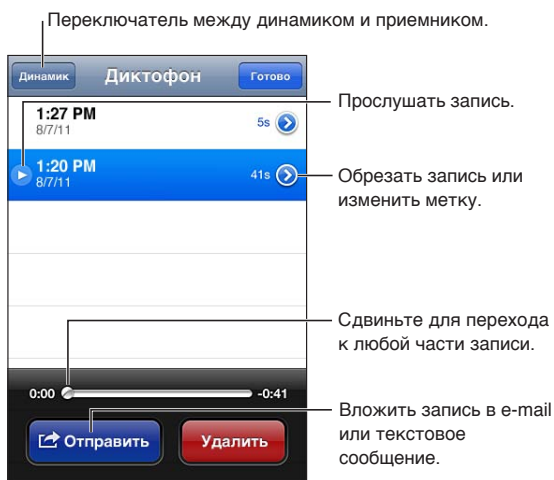 Переключатель между динамиком и приемником.
Динамик
Диктофон
Готово
1:27 PM
8/7/11
5s
Прослушать запись.
1:20 PM
8/7/11
41s
Обрезать запись или
изменить метку.
Сдвиньте для перехода
к любой части записи.
0:00
-0:41
Отправить
Удалить
Вложить запись в e-mail
или текстовое
сообщение.